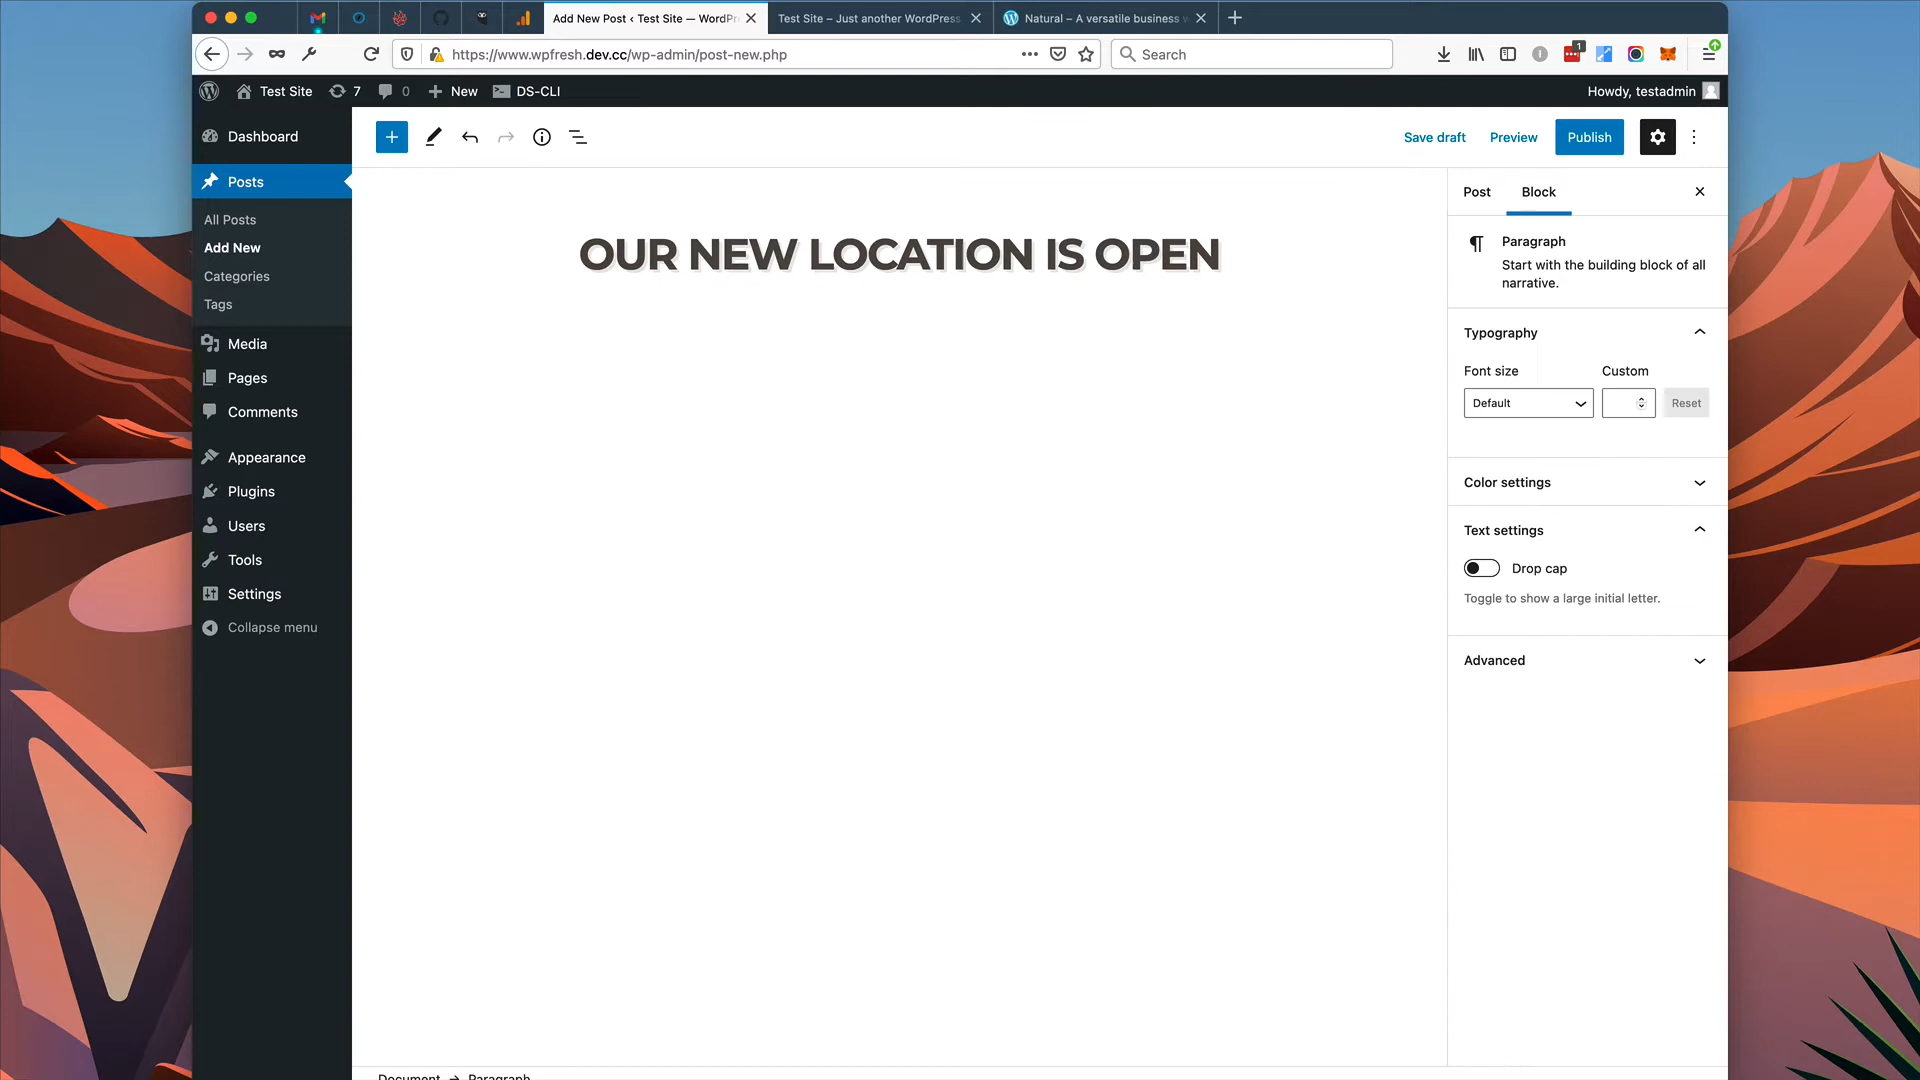 Add New Post ‹ Test Site — WordPr
Test Site – Just another WordPress
Natural – A versatile business w
https://www.wpfresh.dev.cc/wp-admin/post-new.php
Search
1
Test Site
7
0
New
DS-CLI
Howdy, testadmin
Dashboard
Posts
All Posts
Add New
Categories
Tags
Media
Pages
Comments
Appearance
Plugins
Users
Tools
Settings
Collapse menu
Save draft
Preview
Publish
OUR NEW LOCATION IS OPEN
Post
Block
Paragraph
Start with the building block of all
narrative.
Typography
Font size
Custom
Default
Reset
Color settings
Text settings
Drop cap
Toggle to show a large initial letter.
Advanced
Document → Paragraph